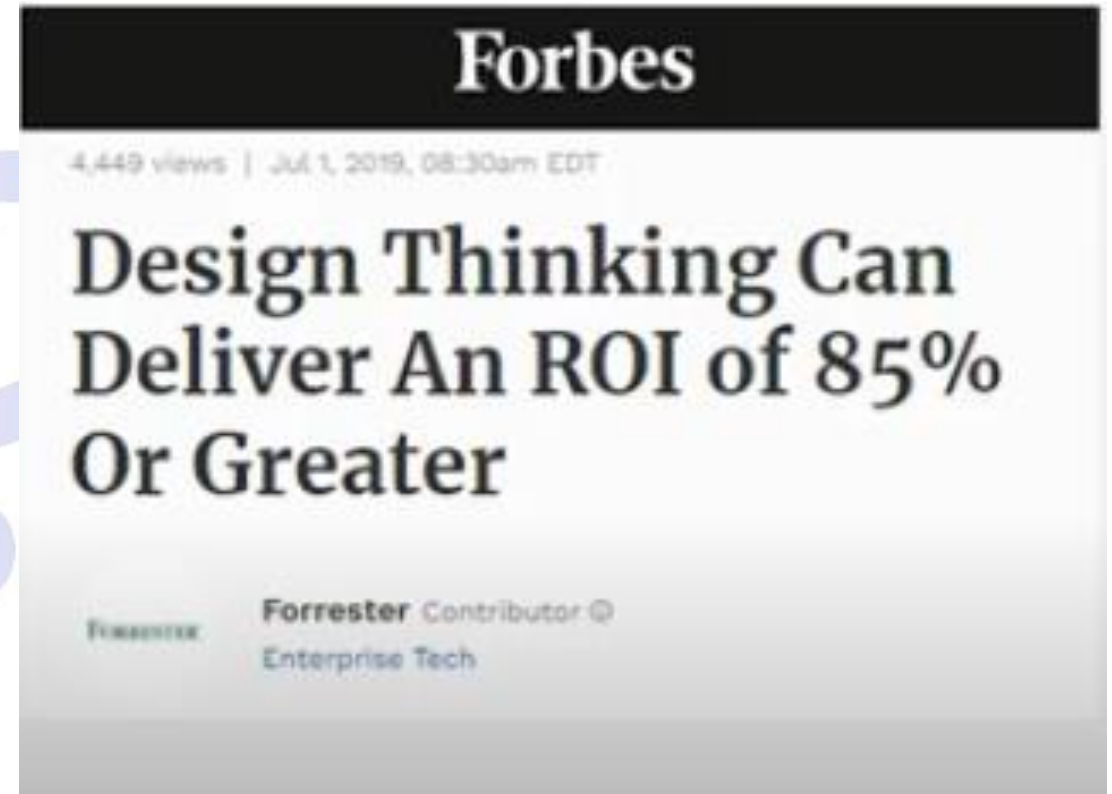 Forbes
4,449 views | Jul 1, 2019, 08:30am EDT
Design Thinking Can
Deliver An ROI of 85%
Or Greater
FORRESTER
Forrester Contributor
Enterprise Tech